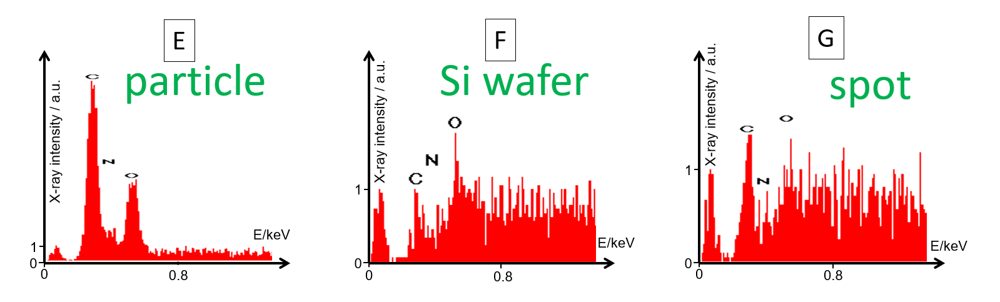 E
particle
X-ray intensity / a.u.
C
N
O
1
0
0
0.8
E/keV
F
Si wafer
X-ray intensity / a.u.
O
N
C
1
0
0
0.8
E/keV
G
spot
X-ray intensity / a.u.
C
O
N
1
0
0
0.8
E/keV